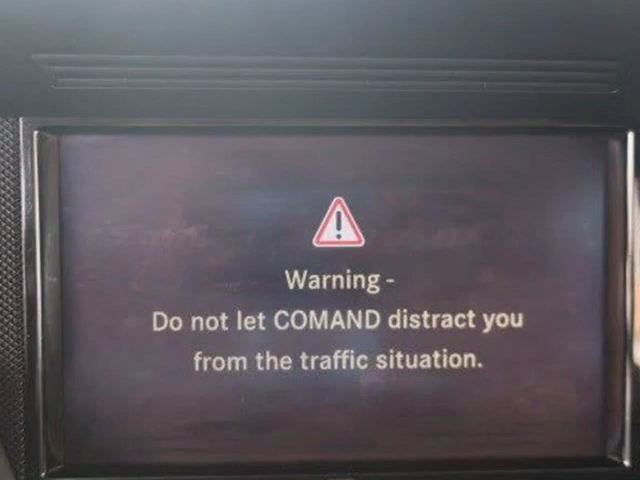 Warning -
Do not let COMAND distract you
from the traffic situation.